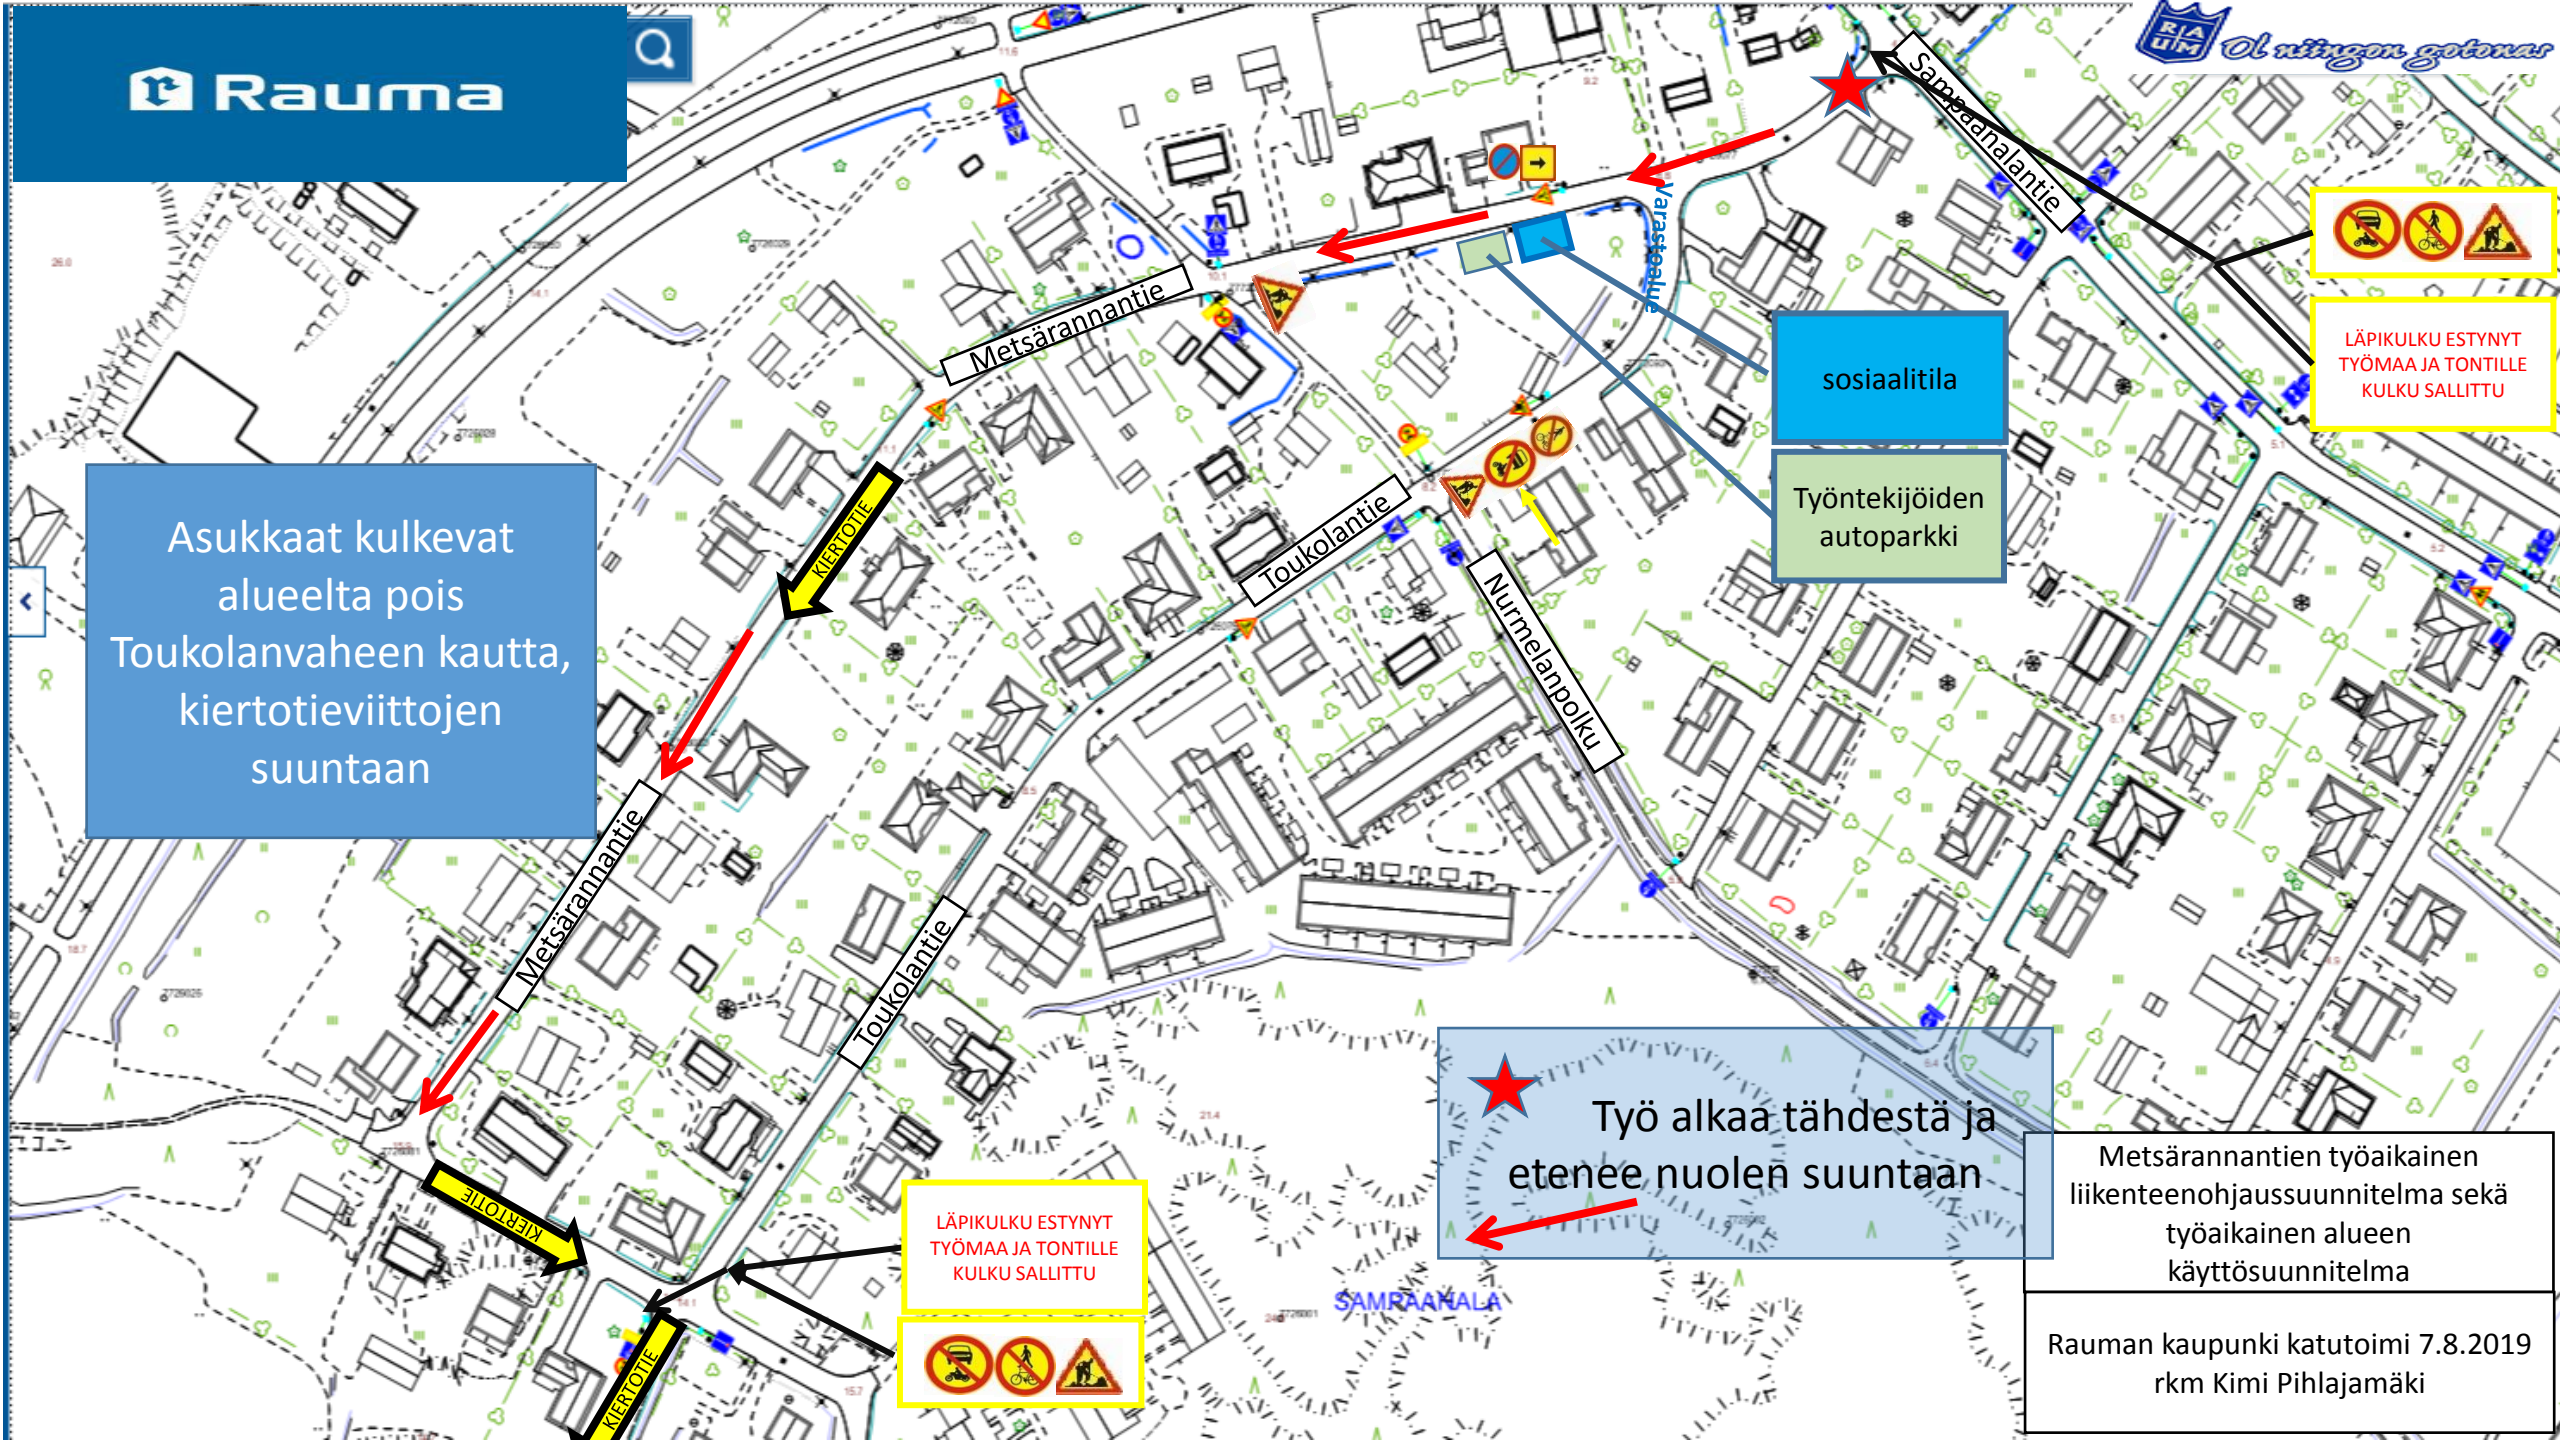 Rauma
RAUM
Ol niingon gotonas
Sampaanalantie
Varastoalue
Metsärannantie
LÄPIKULKU ESTYNYT
TYÖMAA JA TONTILLE
KULKU SALLITTU
sosiaalitila
Työntekijöiden
autoparkki
Asukkaat kulkevat
alueelta pois
Toukolanvaheen kautta,
kiertotieviittojen
suuntaan
KIERTOTIE
Toukolantie
Nurmelanpolku
Metsärannantie
Toukolantie
Työ alkaa tähdestä ja
etenee nuolen suuntaan
KIERTOTIE
LÄPIKULKU ESTYNYT
TYÖMAA JA TONTILLE
KULKU SALLITTU
KIERTOTIE
SAMPAANALA
Metsärannantien työaikainen
liikenteenohjaussuunnitelma sekä
työaikainen alueen
käyttösuunnitelma
Rauman kaupunki katutoimi 7.8.2019
rkm Kimi Pihlajamäki